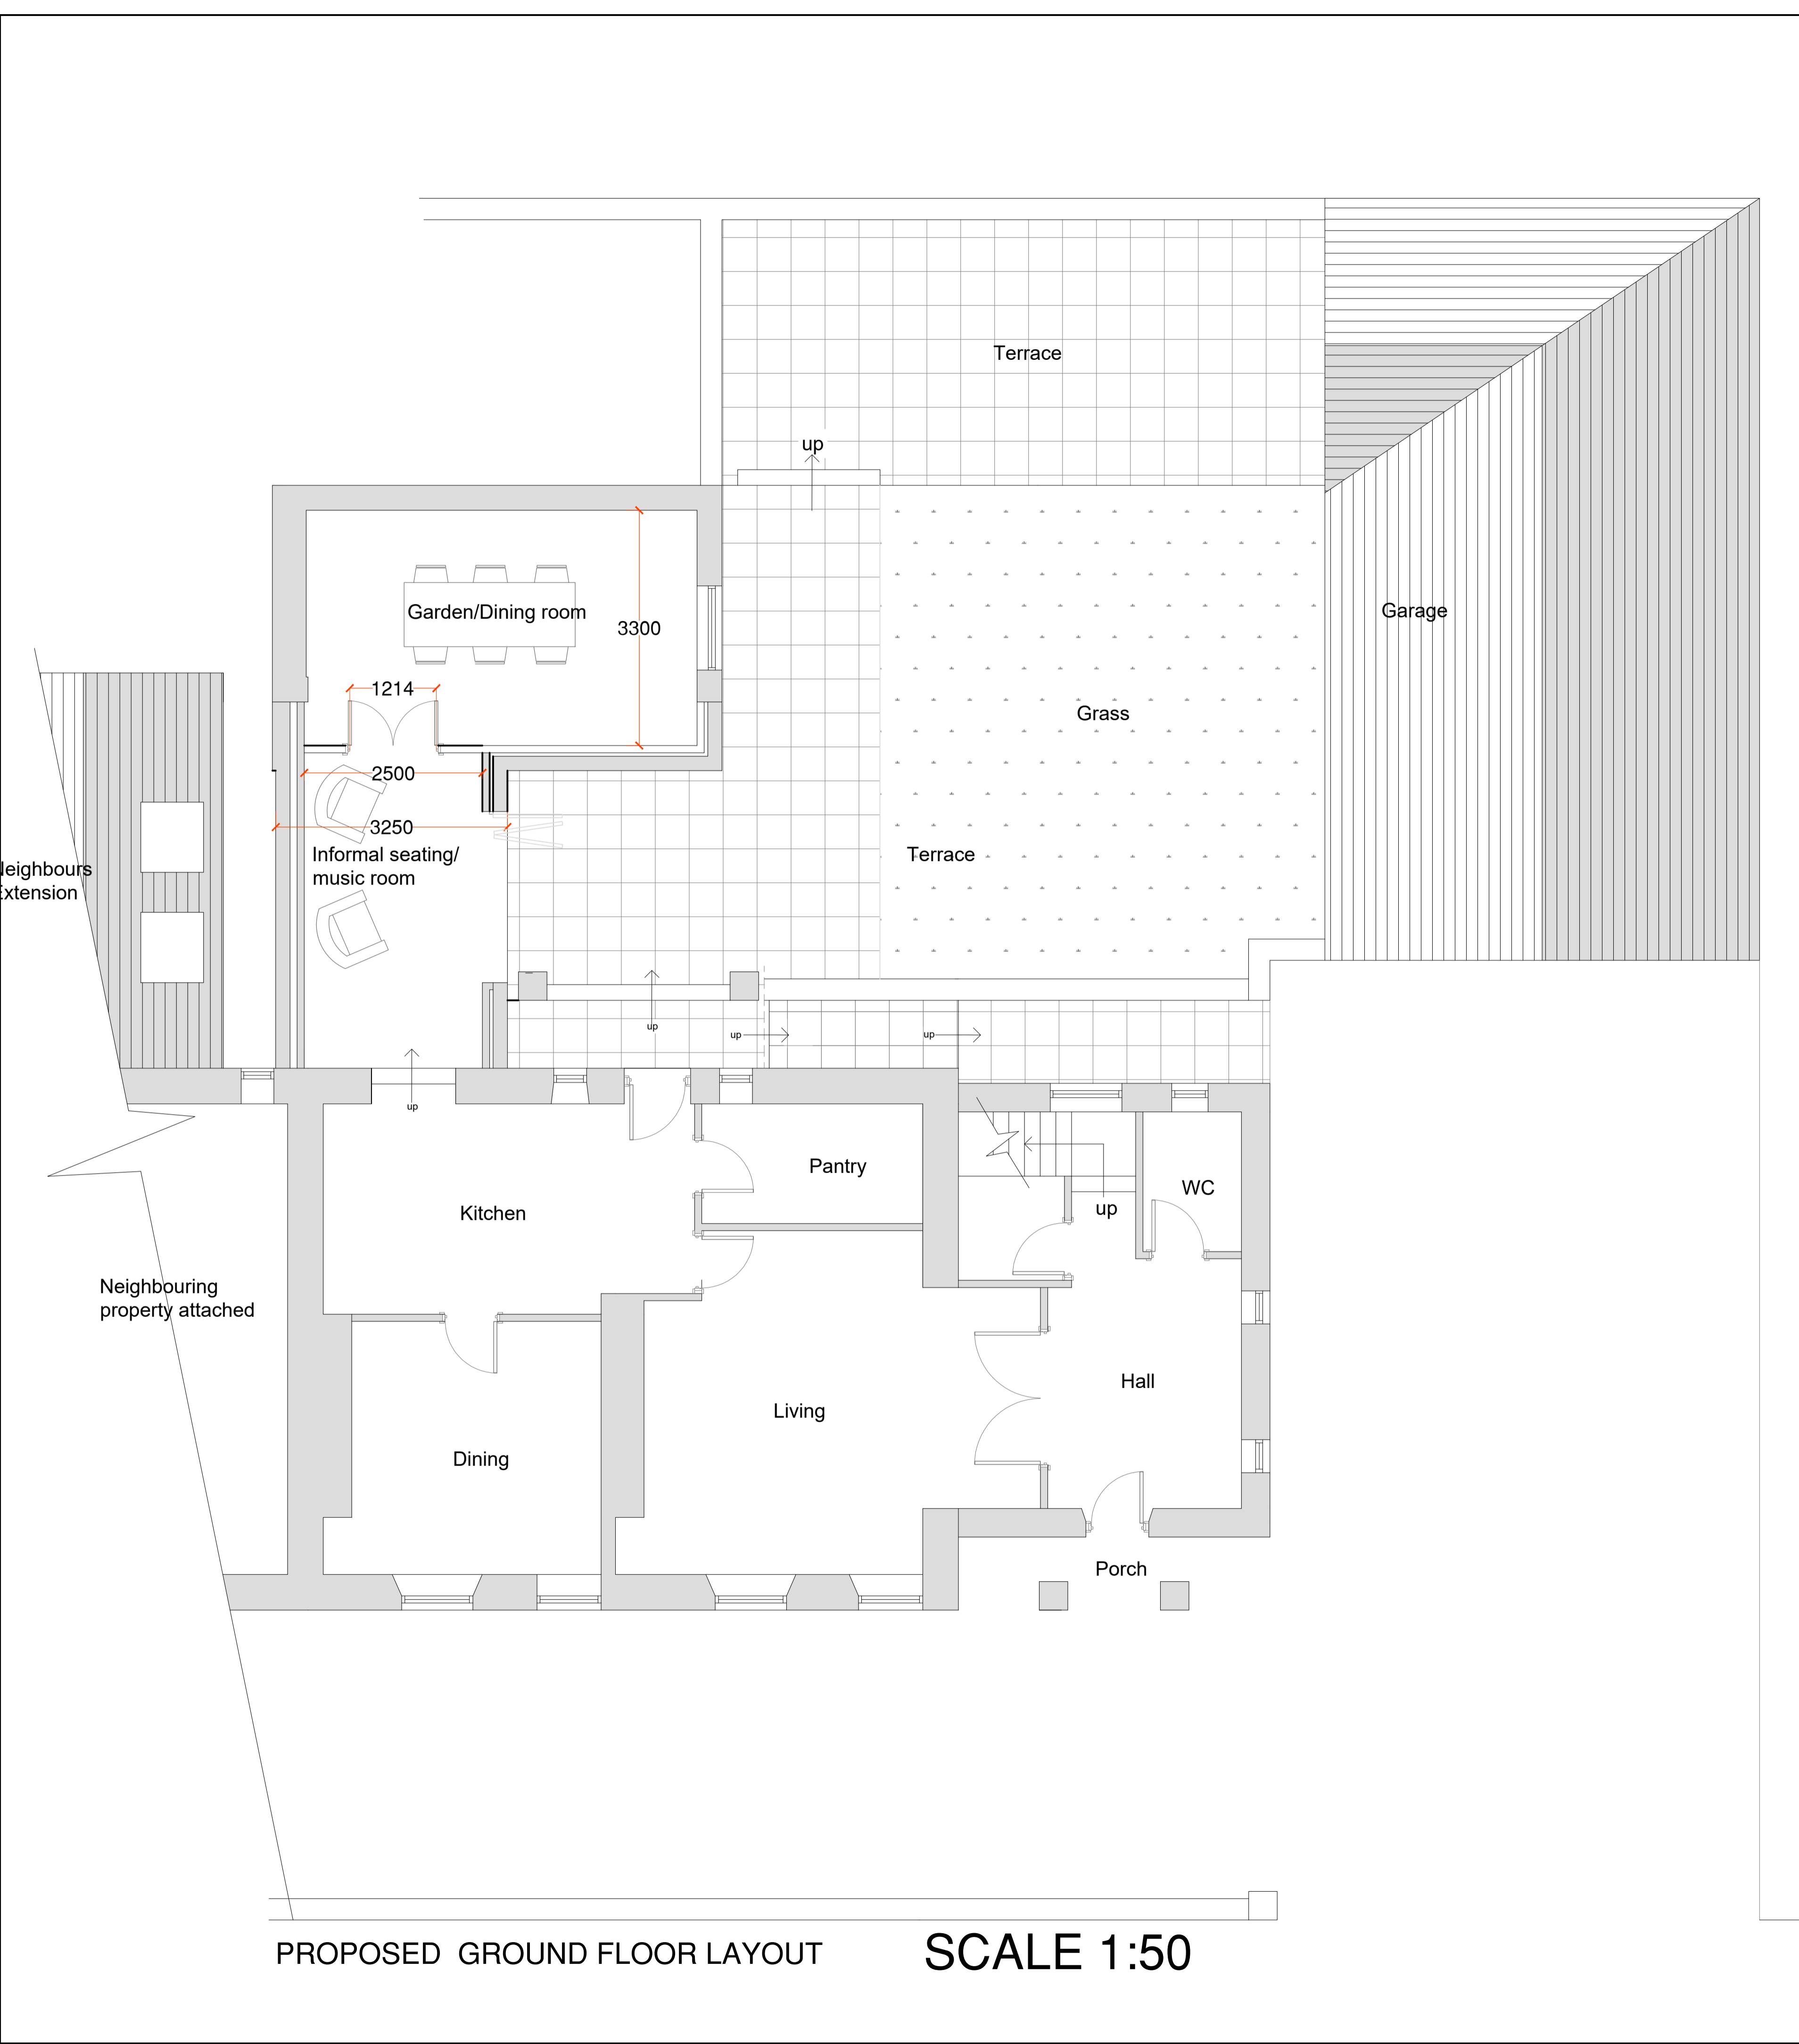 Terrace
up
Garden/Dining room
3300
Garage
1214
Grass
2500
3250
Informal seating/
music room
Terrace
Neighbours
Extension
up
up
up
up
Pantry
WC
Kitchen
up
Neighbouring
property attached
Hall
Living
Dining
Porch
PROPOSED GROUND FLOOR LAYOUT
SCALE 1:50